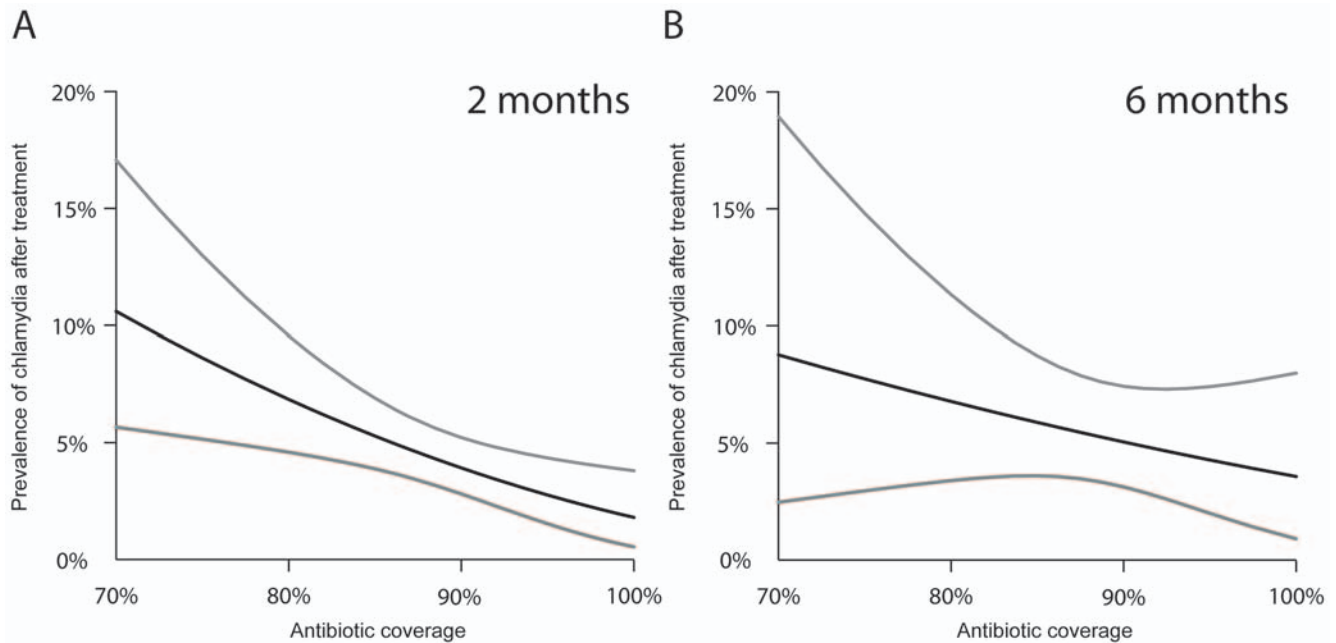 A
2 months
20%
15%
10%
5%
0%
Prevalence of chlamydia after treatment
70%
80%
90%
100%
Antibiotic coverage
B
6 months
20%
15%
10%
5%
0%
Prevalence of chlamydia after treatment
70%
80%
90%
100%
Antibiotic coverage